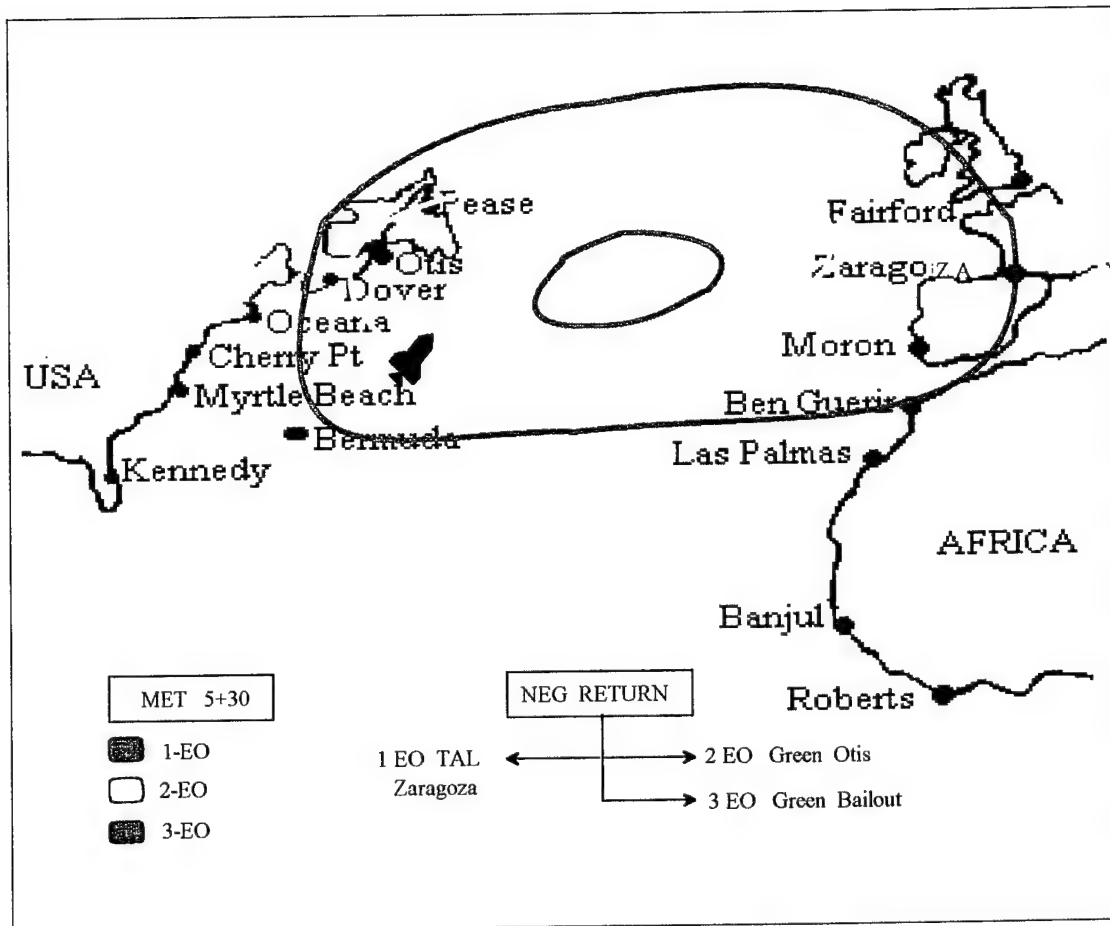 Pease
Fairford
Otis
Zaragoza
Dover
Oceana
Moron
Cherry Pt
USA
Myrtle Beach
Ben Guerir
Bermuda
Las Palmas
Kennedy
AFRICA
Banjul
Roberts
MET 5+30
NEG RETURN
1-EO
1 EO TAL
Zaragoza
2 EO Green Otis
2-EO
3 EO Green Bailout
3-EO